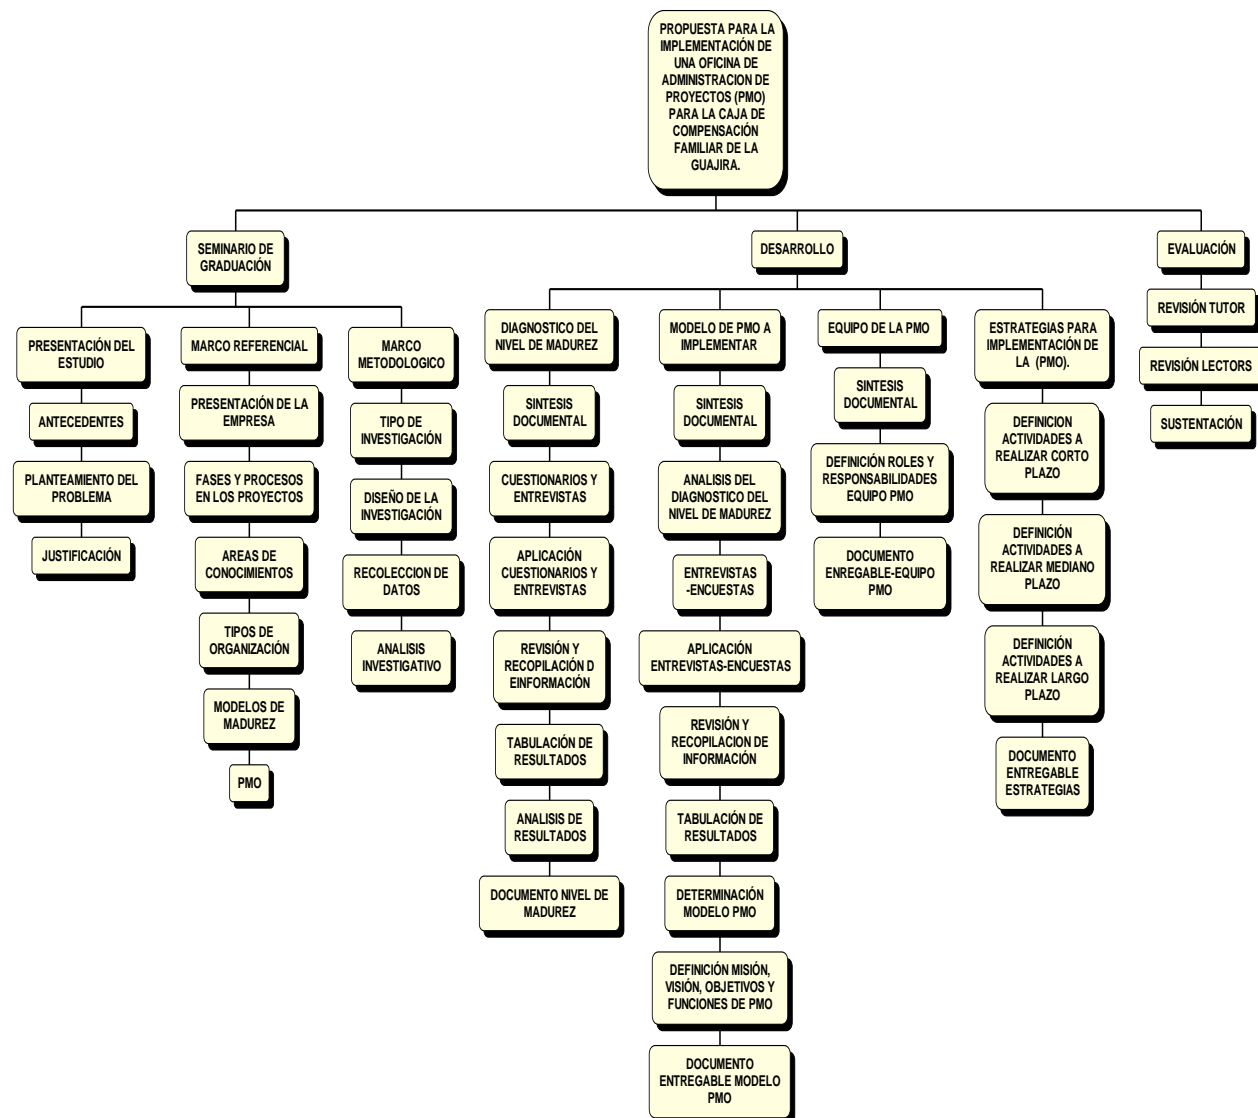 PROPUESTA PARA LA
IMPLEMENTACIÓN DE
UNA OFICINA DE
ADMINISTRACION DE
PROYECTOS (PMO)
PARA LA CAJA DE
COMPENSACIÓN
FAMILIAR DE LA
GUAJIRA.
SEMINARIO DE
GRADUACIÓN
PRESENTACIÓN DEL
ESTUDIO
ANTECEDENTES
PLANTEAMIENTO DEL
PROBLEMA
JUSTIFICACIÓN
MARCO REFERENCIAL
PRESENTACIÓN DE LA
EMPRESA
FASES Y PROCESOS
EN LOS PROYECTOS
AREAS DE
CONOCIMIENTOS
TIPOS DE
ORGANIZACIÓN
MODELOS DE
MADUREZ
PMO
MARCO
METODOLOGICO
TIPO DE
INVESTIGACIÓN
DISEÑO DE LA
INVESTIGACIÓN
RECOLECCION DE
DATOS
ANALISIS
INVESTIGATIVO
DESARROLLO
DIAGNOSTICO DEL
NIVEL DE MADUREZ
SINTESIS
DOCUMENTAL
CUESTIONARIOS Y
ENTREVISTAS
APLICACIÓN
CUESTIONARIOS Y
ENTREVISTAS
REVISIÓN Y
RECOPILACIÓN D
EINFORMACIÓN
TABULACIÓN DE
RESULTADOS
ANALISIS DE
RESULTADOS
DOCUMENTO NIVEL DE
MADUREZ
MODELO DE PMO A
IMPLEMENTAR
SINTESIS
DOCUMENTAL
ANALISIS DEL
DIAGNOSTICO DEL
NIVEL DE MADUREZ
ENTREVISTAS
-ENCUESTAS
APLICACIÓN
ENTREVISTAS-ENCUESTAS
REVISIÓN Y
RECOPILACION DE
INFORMACIÓN
TABULACIÓN DE
RESULTADOS
DETERMINACIÓN
MODELO PMO
DEFINICIÓN MISIÓN,
VISIÓN, OBJETIVOS Y
FUNCIONES DE PMO
DOCUMENTO
ENTREGABLE MODELO
PMO
EQUIPO DE LA PMO
SINTESIS
DOCUMENTAL
DEFINICIÓN ROLES Y
RESPONSABILIDADES
EQUIPO PMO
DOCUMENTO
ENREGABLE-EQUIPO
PMO
ESTRATEGIAS PARA
IMPLEMENTACIÓN DE
LA (PMO).
DEFINICION
ACTIVIDADES A
REALIZAR CORTO
PLAZO
DEFINICIÓN
ACTIVIDADES A
REALIZAR MEDIANO
PLAZO
DEFINICIÓN
ACTIVIDADES A
REALIZAR LARGO
PLAZO
DOCUMENTO
ENTREGABLE
ESTRATEGIAS
EVALUACIÓN
REVISIÓN TUTOR
REVISIÓN LECTORS
SUSTENTACIÓN